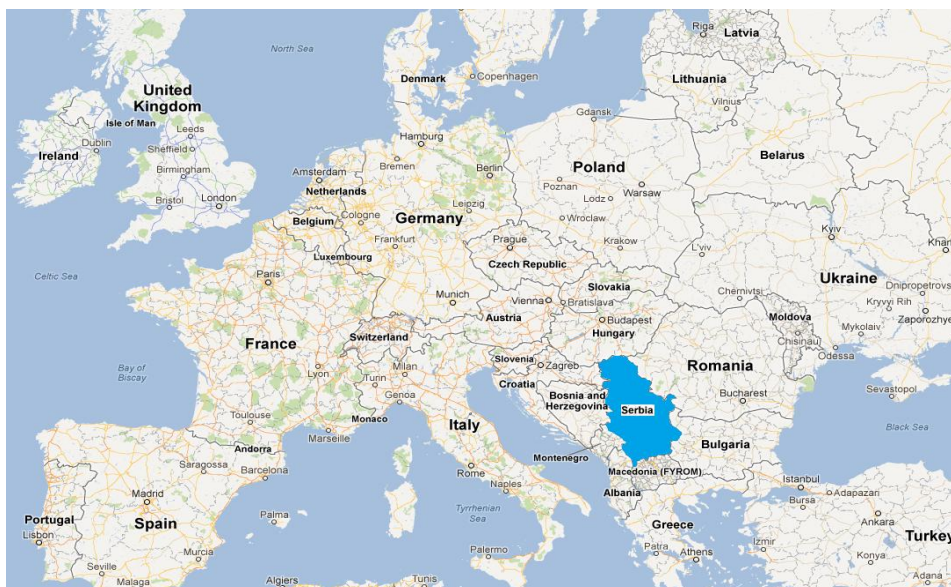 Riga
Latvia
North Sea
Denmark
Copenhagen
Lithuania
Vilnius
United
Kingdom
Isle of Man
Leeds
Dublin
Sheffield
Ireland
Birmingham
Bristol
London
Hamburg
Gdansk
Bremen
Berlin
Amsterdam
Netherlands
Poland
Poznan
Warsaw
Belarus
Lodz
Belgium
Cologne
Leipzig
Germany
Wroclaw
Frankfurt
Luxembourg
Prague
Czech Republic
Krakow
L'viv
Kyiv
Khar
Celtic Sea
Paris
Slovakia
Ukraine
Dnipropetrovs
Chernivtsi
Kryvyi Rih
Zaporozhye
Munich
Vienna
Bratislava
Austria
Budapest
Hungary
Moldova
Chisinau
Mykolaiv
Odessa
France
Switzerland
Slovenia
Zagreb
Croatia
Romania
Bay of
Biscay
Lyon
Milan
Turin
Genoa
Bosnia and
Herzegovina
Serbia
Bucharest
Sevastopol
Toulouse
Marseille
Monaco
Italy
Black Sea
Andorra
Bulgaria
Montenegro
Saragossa
Barcelona
Rome
Macedonia (FYROM)
Naples
Albania
Istanbul
Adapazarı
Bursa
Madrid
Portugal
Spain
Lisbon
Palma
Tyrrhenian
Sea
Greece
Ankara
Turkey
Murcia
Seville
Malaga
Palermo
Patra
Athens
Izmir
Konya
Adana
Algiers
Tunis